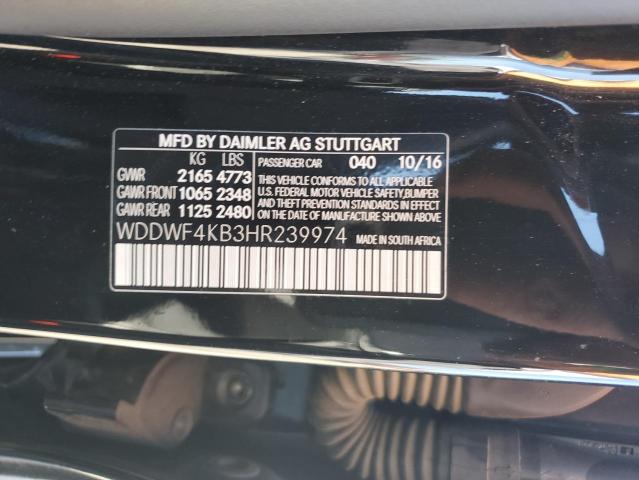 MFD BY DAIMLER AG STUTTGART
KG LBS PASSENGER CAR 040 10/16
GVWR 2165 4773 THIS VEHICLE CONFORMS TO ALL APPLICABLE
GAWR FRONT 1065 2348 U.S. FEDERAL MOTOR VEHICLE SAFETY,BUMPER
AND THEFT PREVENTION STANDARDS IN EFFECT
GAWR REAR 1125 2480 ON THE DATE OF MANUFACTURE SHOWN ABOVE
WDDWF4KB3HR239974 MADE IN SOUTH AFRICA